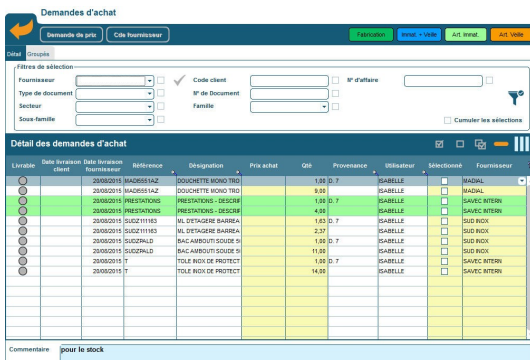 Demandes d'achat
Demande de prix Cde fournisseur Fabrication Immat. + Veille Art. Immat. Art. Veille
Détail Groupés
Filtres de sélection
Fournisseur Code client N° d'affaire
Type de document N° de Document
Secteur Famille
Sous-famille Cumuler les sélections
Détail des demandes d'achat
Livrable Date livraison client Date livraison fournisseur Référence Désignation Prix achat Qté Provenance Utilisateur Sélectionné Fournisseur
20/08/2015 MADB551AZ DOUCHETTE MONO TRO 1,00 D. 7 ISABELLE MADIAL
20/08/2015 MADB551AZ DOUCHETTE MONO TRO 9,00 ISABELLE MADIAL
20/08/2015 PRESTATIONS PRESTATIONS - DESCRIF 1,00 D. 7 ISABELLE SAVEC INTERN
20/08/2015 PRESTATIONS PRESTATIONS - DESCRIF 4,00 ISABELLE SAVEC INTERN
20/08/2015 SUDZ111163 ML D'ETAGERE BARREA 1,63 D. 7 ISABELLE SUD INOX
20/08/2015 SUDZ111163 ML D'ETAGERE BARREA 2,37 ISABELLE SUD INOX
20/08/2015 SUDZPALD BAC AMBOUTI SOUDE S 1,00 D. 7 ISABELLE SUD INOX
20/08/2015 SUDZPALD BAC AMBOUTI SOUDE S 11,00 ISABELLE SUD INOX
20/08/2015 T TOLE INOX DE PROTECT 1,00 D. 7 ISABELLE SAVEC INTERN
20/08/2015 T TOLE INOX DE PROTECT 14,00 ISABELLE SAVEC INTERN
Commentaire pour le stock